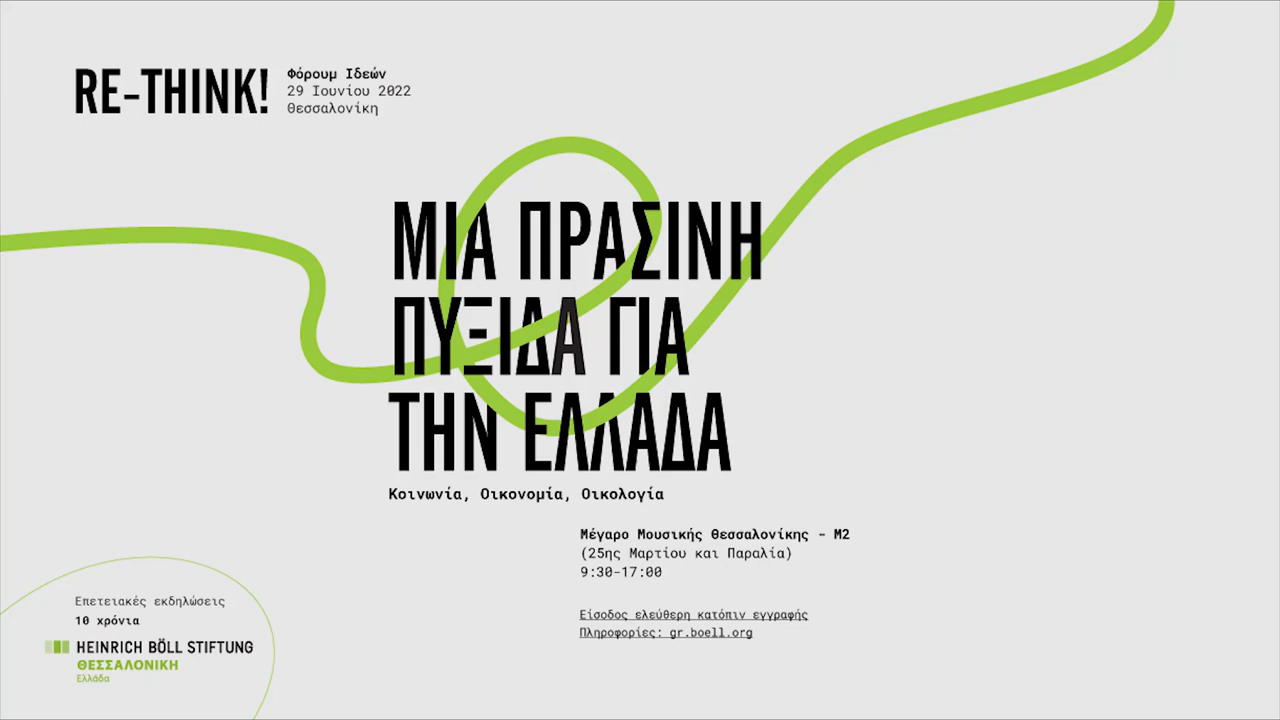 RE-THINK!
Φόρουμ Ιδεών
29 Ιουνίου 2022
Θεσσαλονίκη
ΜΙΑ ΠΡΑΣΙΝΗ
ΠΥΞΙΔΑ ΓΙΑ
ΤΗΝ ΕΛΛΑΔΑ
Κοινωνία, Οικονομία, Οικολογία
Μέγαρο Μουσικής Θεσσαλονίκης - Μ2
(25ης Μαρτίου και Παραλία)
9:30-17:00
Είσοδος ελεύθερη κατόπιν εγγραφής
Πληροφορίες: gr.boell.org
Επετειακές εκδηλώσεις
10 χρόνια
HEINRICH BÖLL STIFTUNG
ΘΕΣΣΑΛΟΝΙΚΗ
Ελλάδα